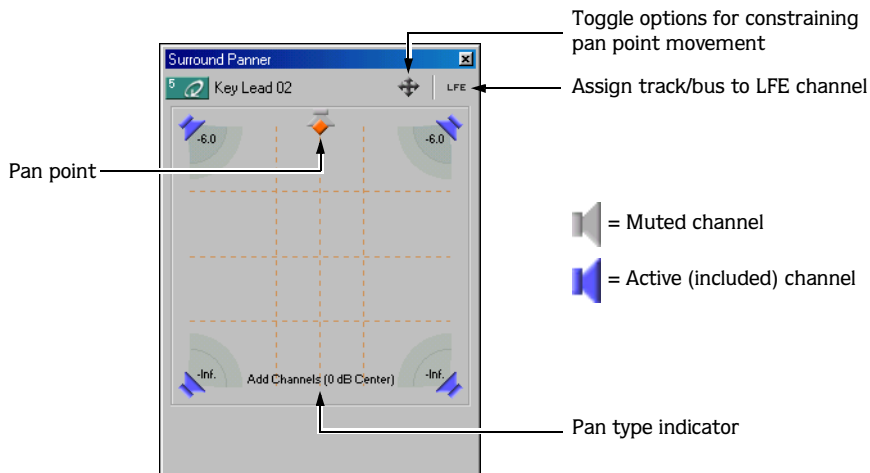 Toggle options for constraining
pan point movement
Surround Panner
5 Key Lead 02
LFE
Assign track/bus to LFE channel
-6.0
-6.0
Pan point
= Muted channel
= Active (included) channel
-Inf.
Add Channels (0 dB Center)
-Inf.
Pan type indicator